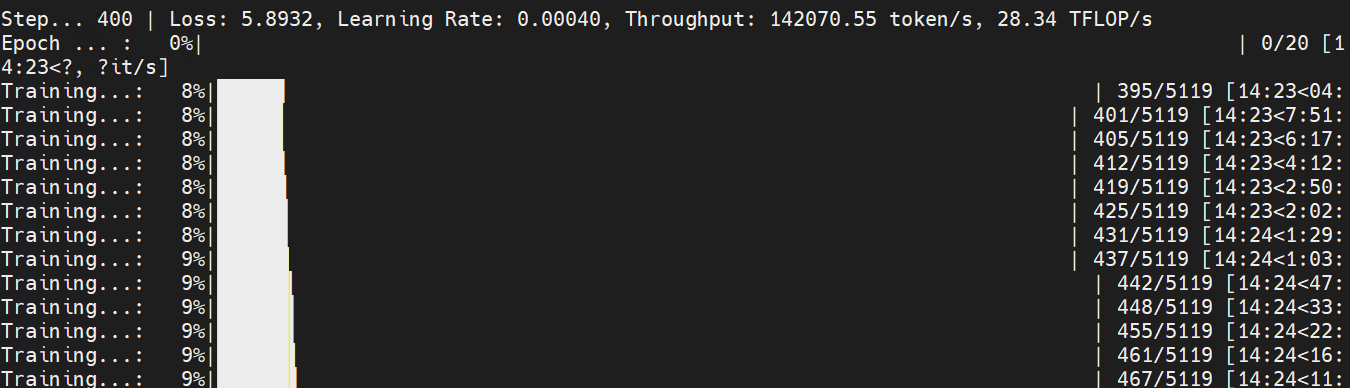 Step... 400 | Loss: 5.8932, Learning Rate: 0.00040, Throughput: 142070.55 token/s, 28.34 TFLOP/s
Epoch ... :   0%|                                                                                      | 0/20 [1
4:23<?, ?it/s]
Training...:   8%|█████▌                                                                   | 395/5119 [14:23<04:
Training...:   8%|█████▌                                                                 | 401/5119 [14:23<7:51:
Training...:   8%|█████▌                                                                 | 405/5119 [14:23<6:17:
Training...:   8%|█████▋                                                                 | 412/5119 [14:23<4:12:
Training...:   8%|█████▊                                                                 | 419/5119 [14:23<2:50:
Training...:   8%|█████▉                                                                 | 425/5119 [14:23<2:02:
Training...:   8%|█████▉                                                                 | 431/5119 [14:24<1:29:
Training...:   9%|██████                                                                 | 437/5119 [14:24<1:03:
Training...:   9%|██████▏                                                                  | 442/5119 [14:24<47:
Training...:   9%|██████▎                                                                  | 448/5119 [14:24<33:
Training...:   9%|██████▍                                                                  | 455/5119 [14:24<22:
Training...:   9%|██████▍                                                                  | 461/5119 [14:24<16:
Training...:   9%|██████▌                                                                  | 467/5119 [14:24<11: